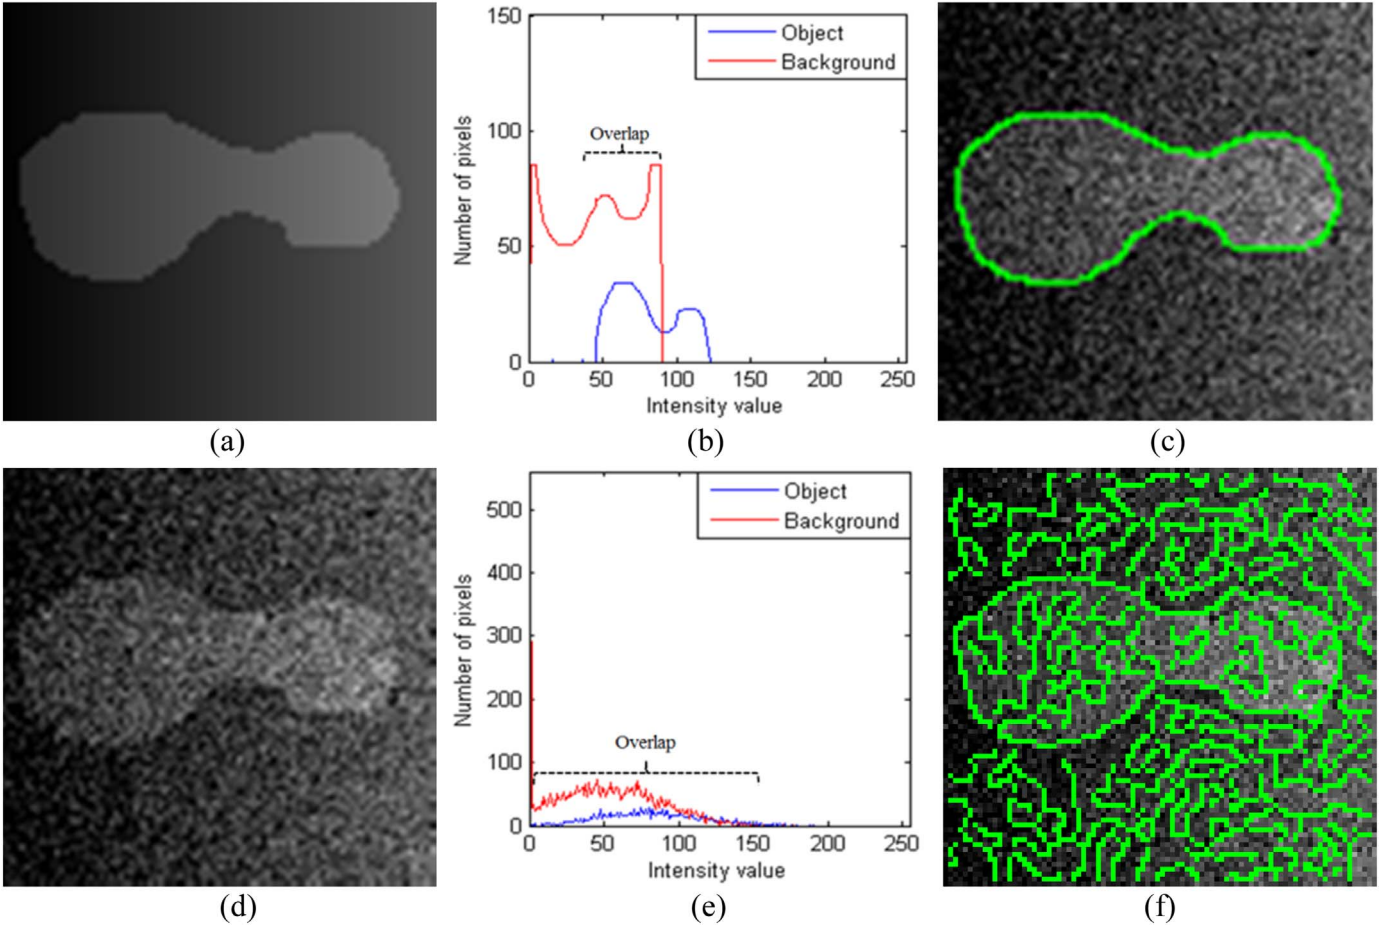 150
100
50
0
Number of pixels
Object
Background
Overlap
0 50 100 150 200 250
Intensity value
(a)
(b)
(c)
500
400
300
200
100
0
Number of pixels
Object
Background
Overlap
0 50 100 150 200 250
Intensity value
(d)
(e)
(f)